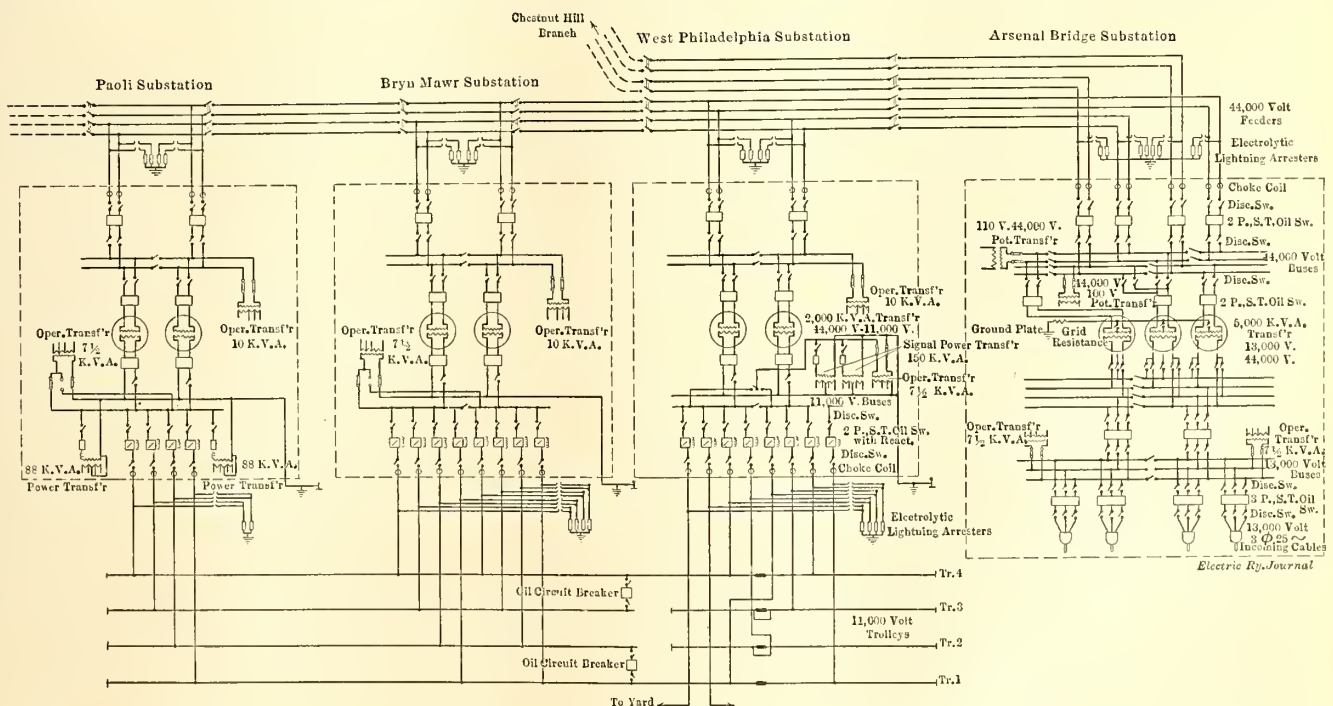 Chestnut Hill
Branch
West Philadelphia Substation
Arsenal Bridge Substation
Paoli Substation
Bryn Mawr Substation
44,000 Volt
Feeders
Electrolytic
Lightning Arresters
Choke Coil
Disc.Sw.
2 P.,S.T.Oil Sw.
Disc.Sw.
110 V. 44,000 V.
Pot.Transf'r
44,000 Volt
Buses
Disc.Sw.
44,000 V.
100 V.
Pot.Transf'r
2 P.,S.T.Oil Sw.
Ground Plate
Grid
Resistance
5,000 K.V.A.
Transf'r
13,000 V.
44,000 V.
Oper.Transf'r
7½
K.V.A.
Oper.Transf'r
10 K.V.A.
88 K.V.A.
Power Transf'r
88 K.V.A.
Power Transf'r
Oper.Transf'r
7½
K.V.A.
Oper.Transf'r
10 K.V.A.
Oper.Transf'r
10 K.V.A.
2,000 K.V.A. Transf'r
44,000 V.-11,000 V.
Signal Power Transf'r
150 K.V.A.
Oper.Transf'r
7½ K.V.A.
11,000 V. Buses
Disc.Sw.
2 P.,S.T.Oil Sw.
with React.
Disc.Sw.
Choke Coil
Electrolytic
Lightning Arresters
Oper.Transf'r
7½ K.V.A.
Oper.
Transf'r
7½ K.V.A.
13,000 Volt
Buses
Disc.Sw.
3 P.,S.T.Oil
Sw.
Disc.Sw.
13,000 Volt
3 Φ 25 ~
Incoming Cables
Electric Ry.Journal
Tr.4
Oil Circuit Breaker
Tr.3
11,000 Volt
Trolleys
Tr.2
Oil Circuit Breaker
Tr.1
To Yard